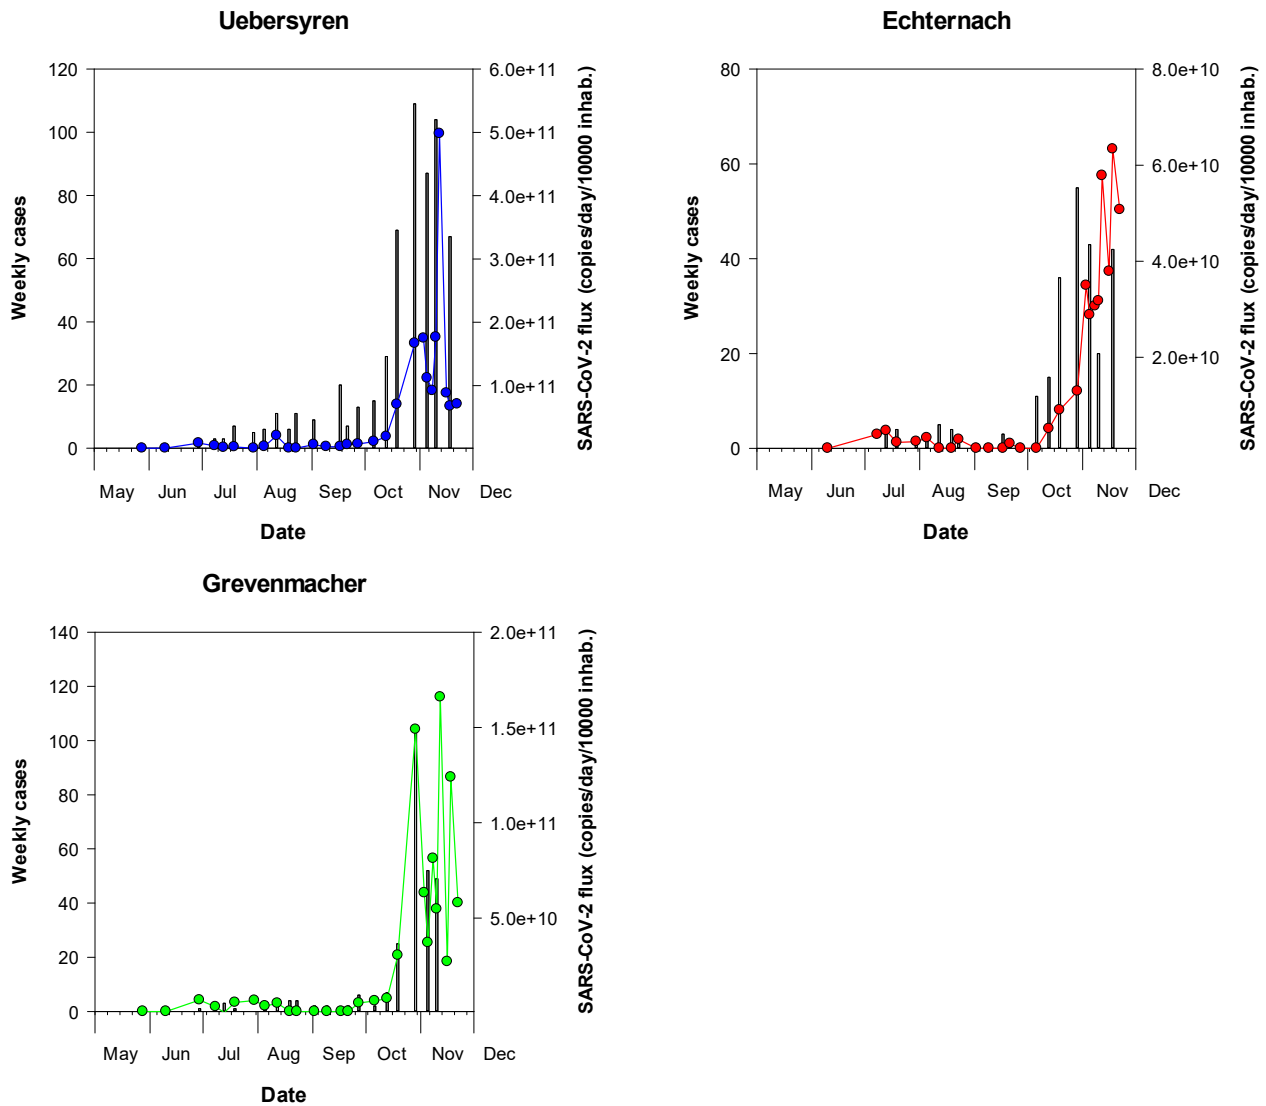 Uebersyren
120
100
80
60
40
20
0
Weekly cases
6.0e+11
5.0e+11
4.0e+11
3.0e+11
2.0e+11
1.0e+11
SARS-CoV-2 flux (copies/day/10000 inhab.)
May Jun Jul Aug Sep Oct Nov Dec
Date
Echternach
80
60
40
20
0
Weekly cases
8.0e+10
6.0e+10
4.0e+10
2.0e+10
SARS-CoV-2 flux (copies/day/10000 inhab.)
May Jun Jul Aug Sep Oct Nov Dec
Date
Grevenmacher
140
120
100
80
60
40
20
0
Weekly cases
2.0e+11
1.5e+11
1.0e+11
5.0e+10
SARS-CoV-2 flux (copies/day/10000 inhab.)
May Jun Jul Aug Sep Oct Nov Dec
Date